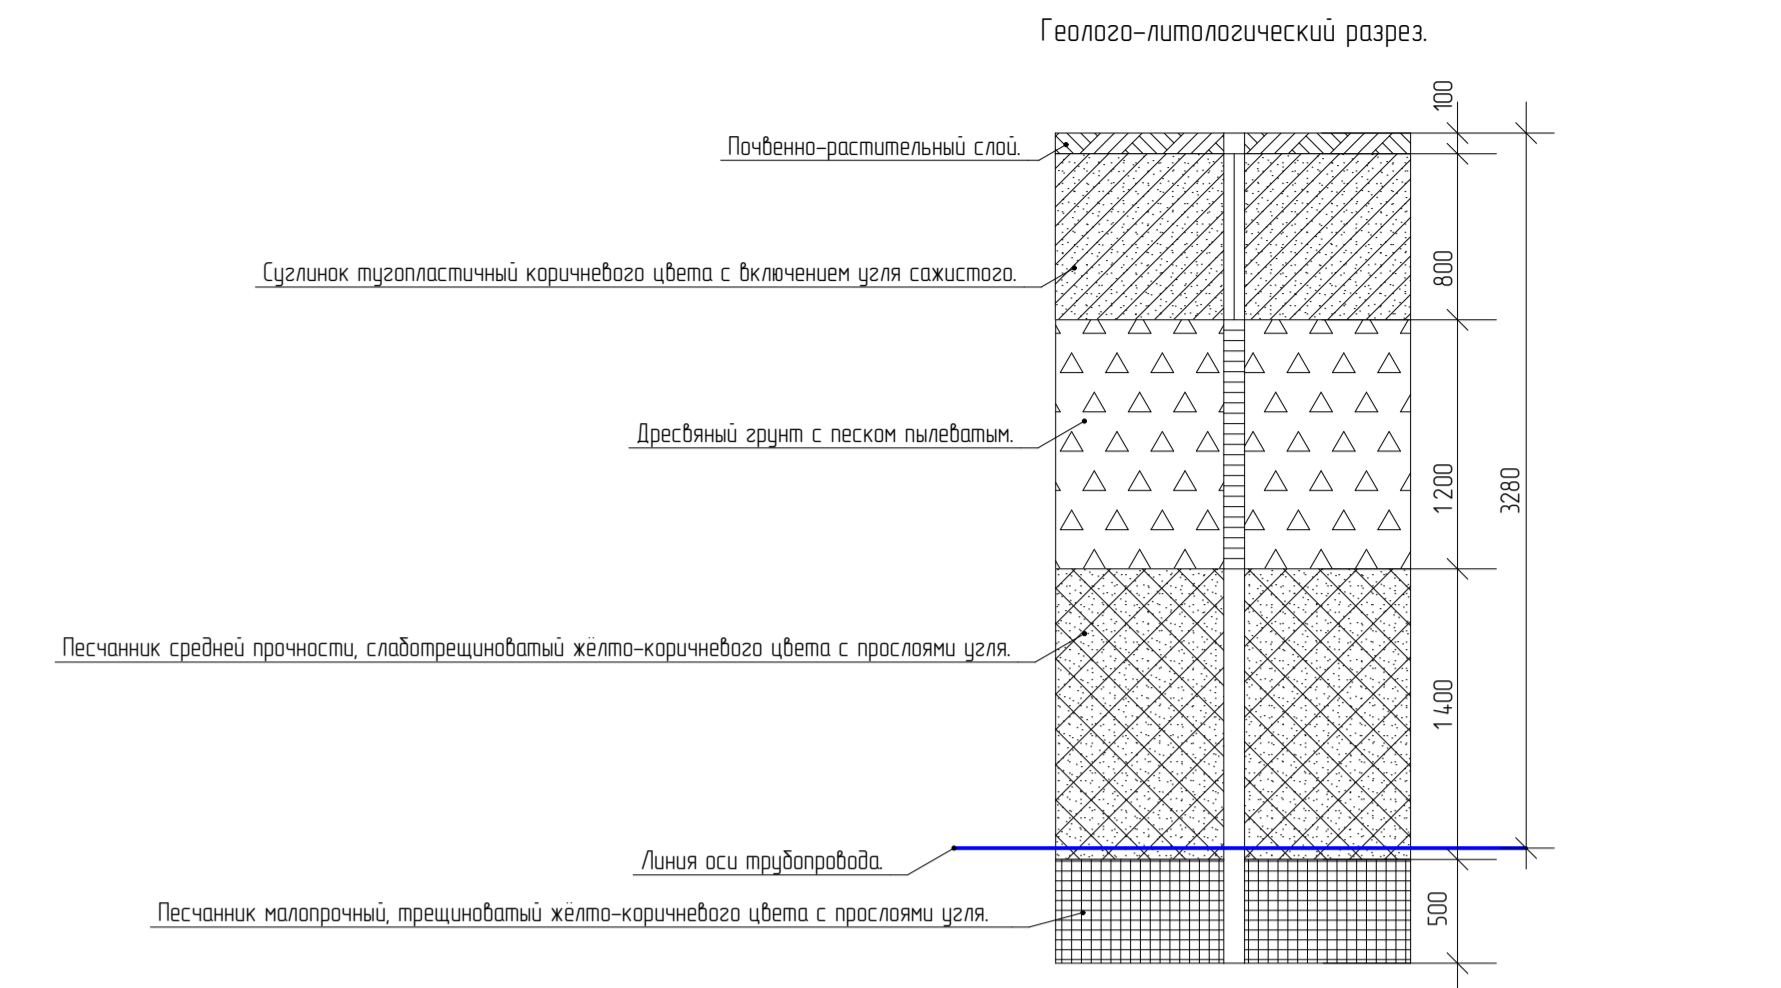 Геолого-литологический разрез.
100
Почвенно-растительный слой.
800
Суглинок тугопластичный коричневого цвета с включением угля сажистого.
Дресвяный грунт с песком пылеватым.
1200
3280
Песчанник средней прочности, слаботрещиноватый жёлто-коричневого цвета с прослоями угля.
1400
Линия оси трубопровода.
Песчанник малопрочный, трещиноватый жёлто-коричневого цвета с прослоями угля.
500